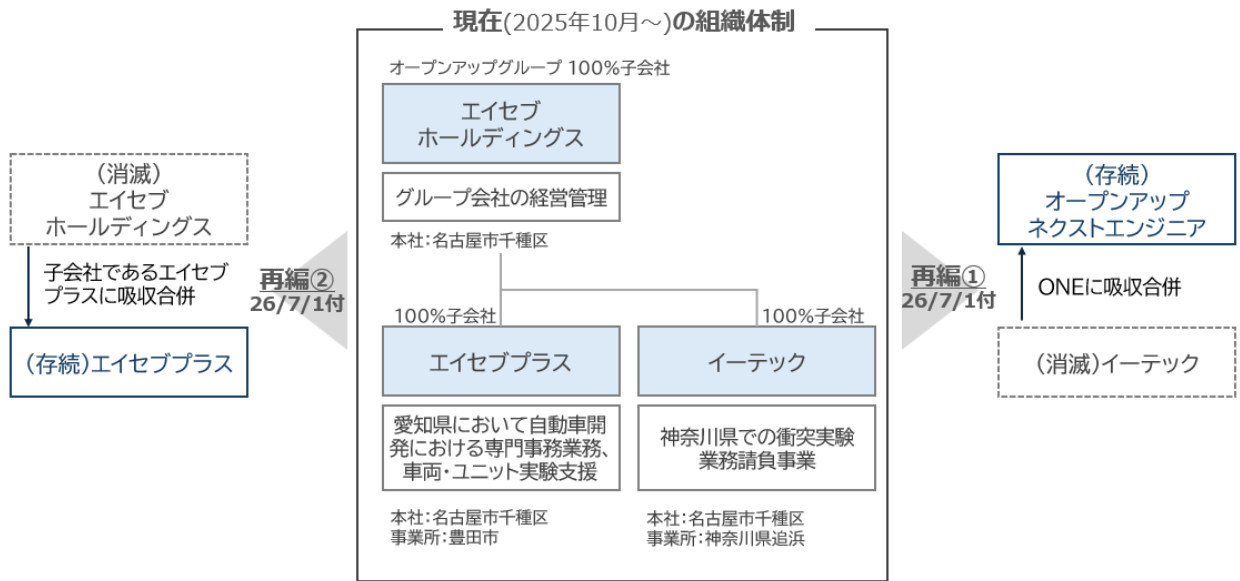 現在(2025年10月～)の組織体制
オープンアップグループ 100%子会社
エイセブ
ホールディングス
グループ会社の経営管理
本社：名古屋市千種区
100%子会社
エイセブプラス
愛知県において自動車開
発における専門事務業務、
車両・ユニット実験支援
本社：名古屋市千種区
事業所：豊田市
100%子会社
イーテック
神奈川県での衝突実験
業務請負事業
本社：名古屋市千種区
事業所：神奈川県追浜
再編②
26/7/1付
(消滅)
エイセブ
ホールディングス
子会社であるエイセブ
プラスに吸収合併
(存続)エイセブプラス
再編①
26/7/1付
(存続)
オープンアップ
ネクストエンジニア
ONEに吸収合併
(消滅)イーテック